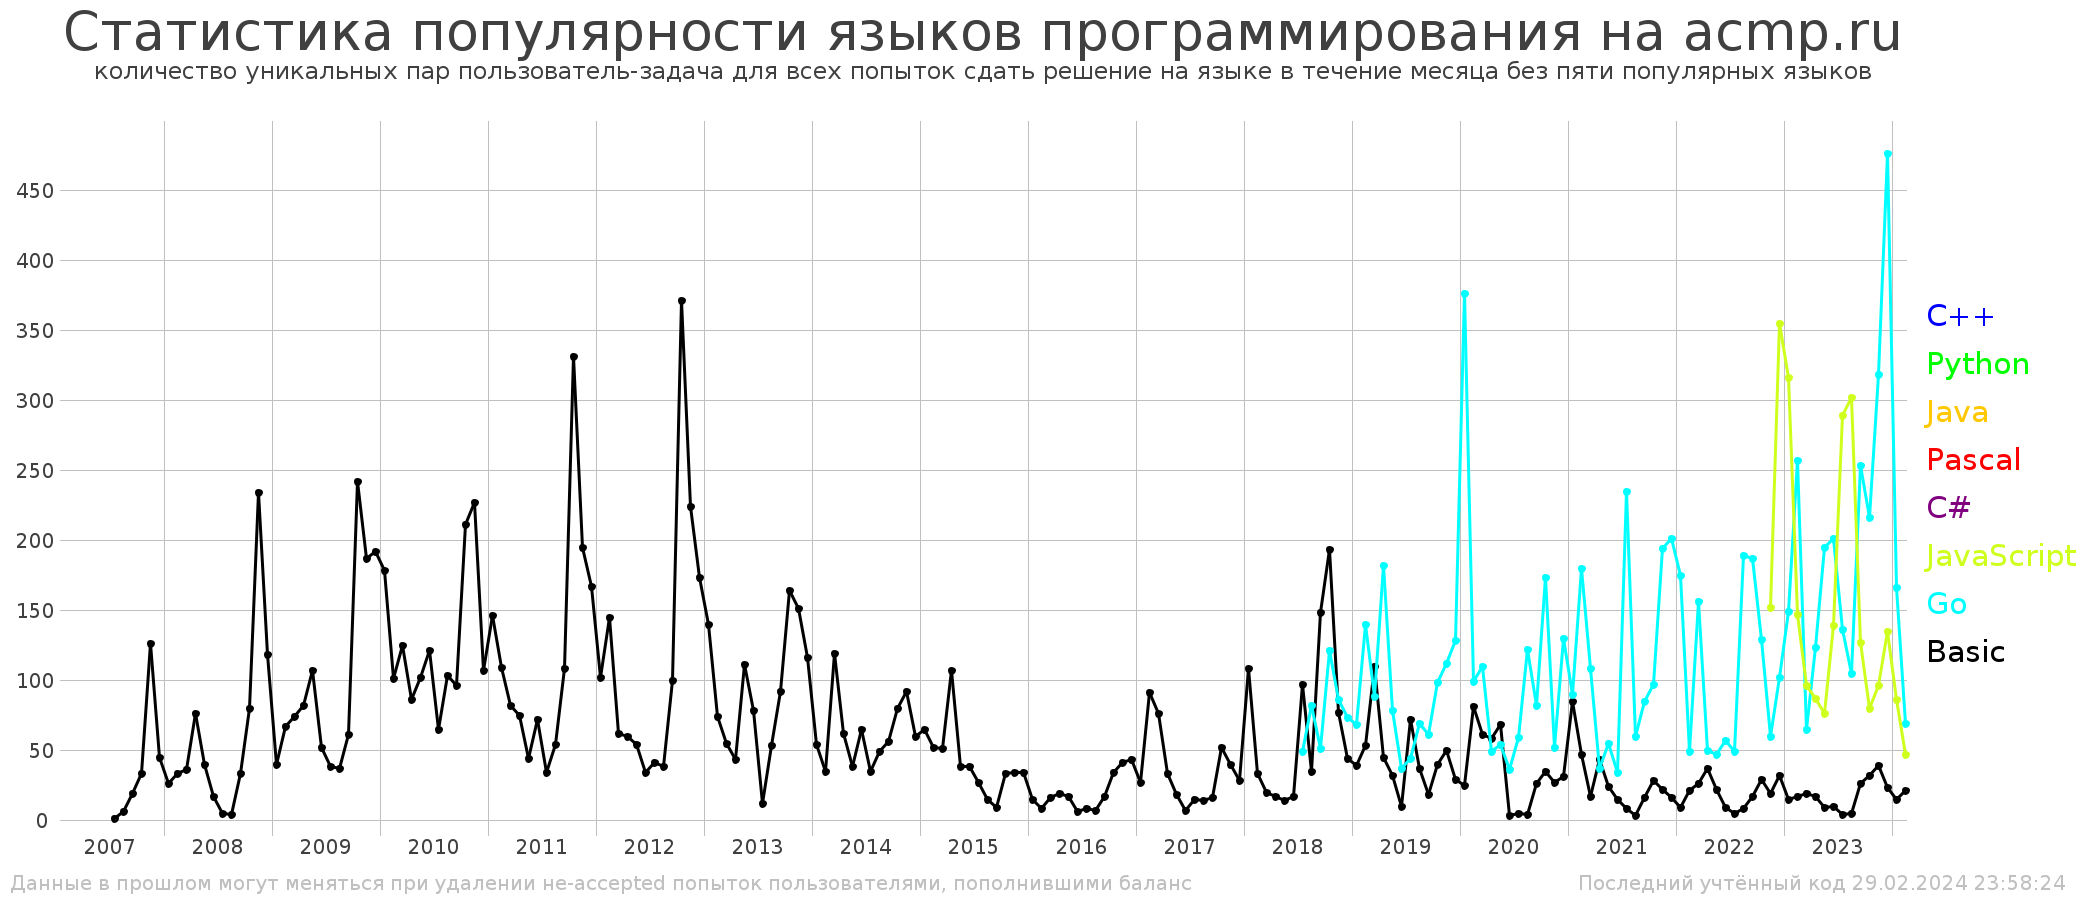 Статистика популярности языков программирования на acmp.ru
количество уникальных пар пользователь-задача для всех попыток сдать решение на языке в течение месяца без пяти популярных языков
450
400
350
300
250
200
150
100
50
0
C++
Python
Java
Pascal
C#
JavaScript
Go
Basic
2007 2008 2009 2010 2011 2012 2013 2014 2015 2016 2017 2018 2019 2020 2021 2022 2023
Данные в прошлом могут меняться при удалении не-accepted попыток пользователями, пополнившими баланс
Последний учтённый код 29.02.2024 23:58:24